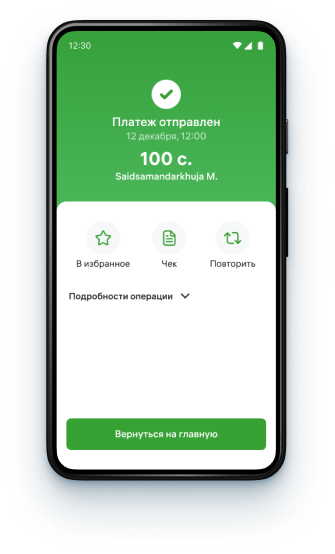 12:30
Платеж отправлен
12 декабря, 12:00
100 с.
Saidsamandarkhuja M.
В избранное
Чек
Повторить
Подробности операции
Вернуться на главную